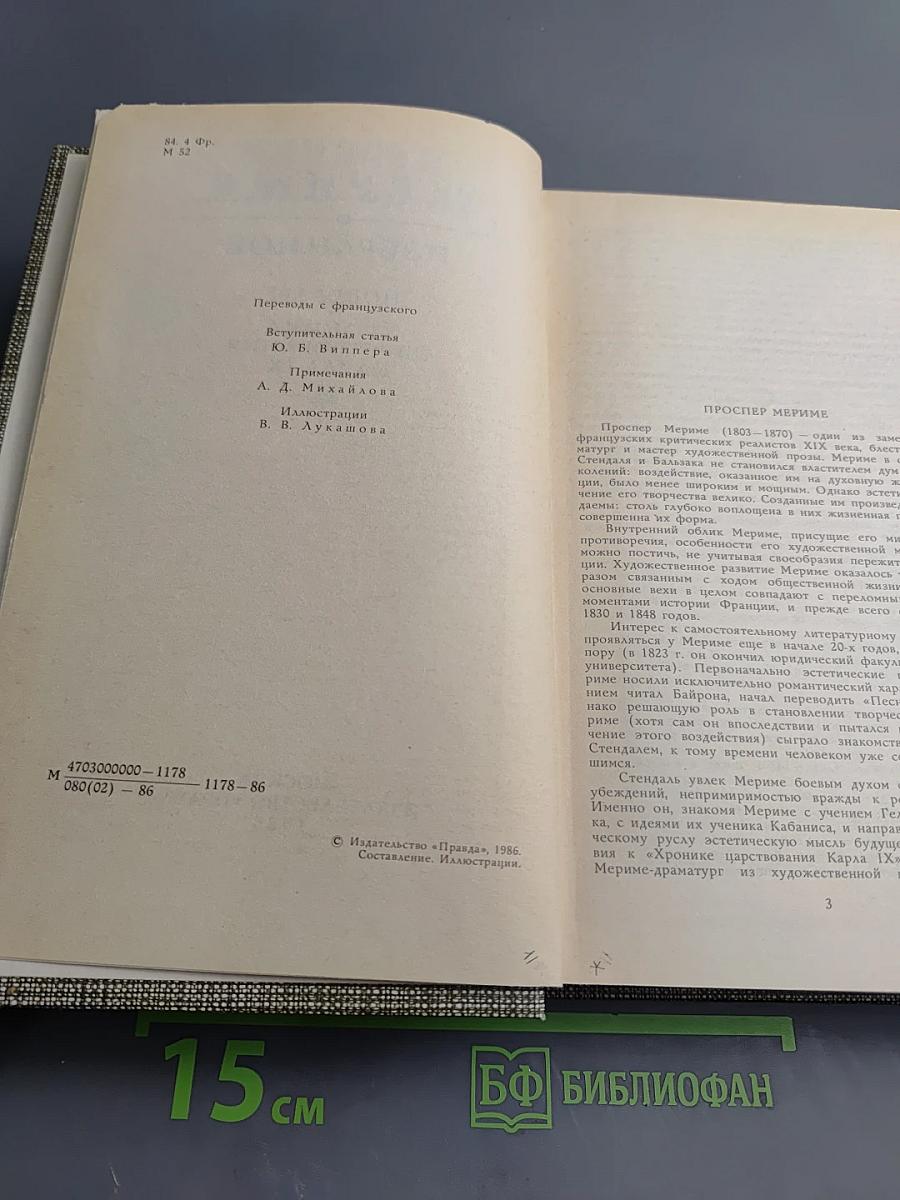 84. 4 Фр.
М 52
Переводы с французского
Вступительная статья
Ю. Б. Виппера
Примечания
А. Д. Михайлова
Иллюстрации
В. В. Лукашова
М 4703000000—1178
080(02) — 86
1178—86
© Издательство «Правда», 1986.
Составление. Иллюстрации.
ПРОСПЕР МЕРИМЕ
Проспер Мериме (1803—1870) — один из заме
французских критических реалистов XIX века, блест
матург и мастер художественной прозы. Мериме в
Стендаля и Бальзака не становился властителем дум
колений: воздействие, оказанное им на духовную ж
ции, было менее широким и мощным. Однако эстети
чение его творчества велико. Созданные им произвед
даемы: столь глубоко воплощена в них жизненная
совершенна их форма.
Внутренний облик Мериме, присущие его ми
противоречия, особенности его художественной м
можно постичь, не учитывая своеобразия пережит
ции. Художественное развитие Мериме оказалось
разом связанным с ходом общественной жизни
основные вехи в целом совпадают с переломны
моментами истории Франции, и прежде всего
1830 и 1848 годов.
Интерес к самостоятельному литературному
проявляться у Мериме еще в начале 20-х годов,
пору (в 1823 г. он окончил юридический факул
университета). Первоначально эстетические
риме носили исключительно романтический хар
нием читал Байрона, начал переводить «Песн
нако решающую роль в становлении творчес
риме (хотя сам он впоследствии и пытался
чение этого воздействия) сыграло знакомств
Стендалем, к тому времени человеком уже с
шимся.
Стендаль увлек Мериме боевым духом
убеждений, непримиримостью вражды к р
Именно он, знакомя Мериме с учением Гел
ка, с идеями их ученика Кабаниса, и направ
ческому руслу эстетическую мысль будуще
вия к «Хронике царствования Карла IX»
Мериме-драматург из художественной
3
15 см
БФ БИБЛИОФАН